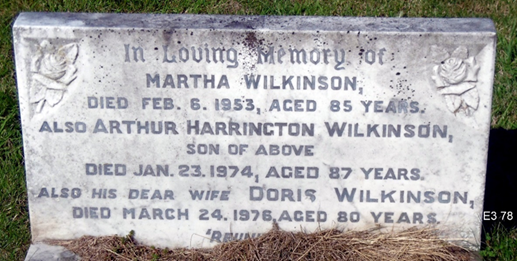 In Loving Memory of
MARTHA WILKINSON,
DIED FEB. 6. 1953, AGED 85 YEARS.
ALSO ARTHUR HARRINGTON WILKINSON,
SON OF ABOVE
DIED JAN. 23. 1974, AGED 87 YEARS.
ALSO HIS DEAR WIFE DORIS WILKINSON,
DIED MARCH 24. 1976, AGED 80 YEARS.
E3 78